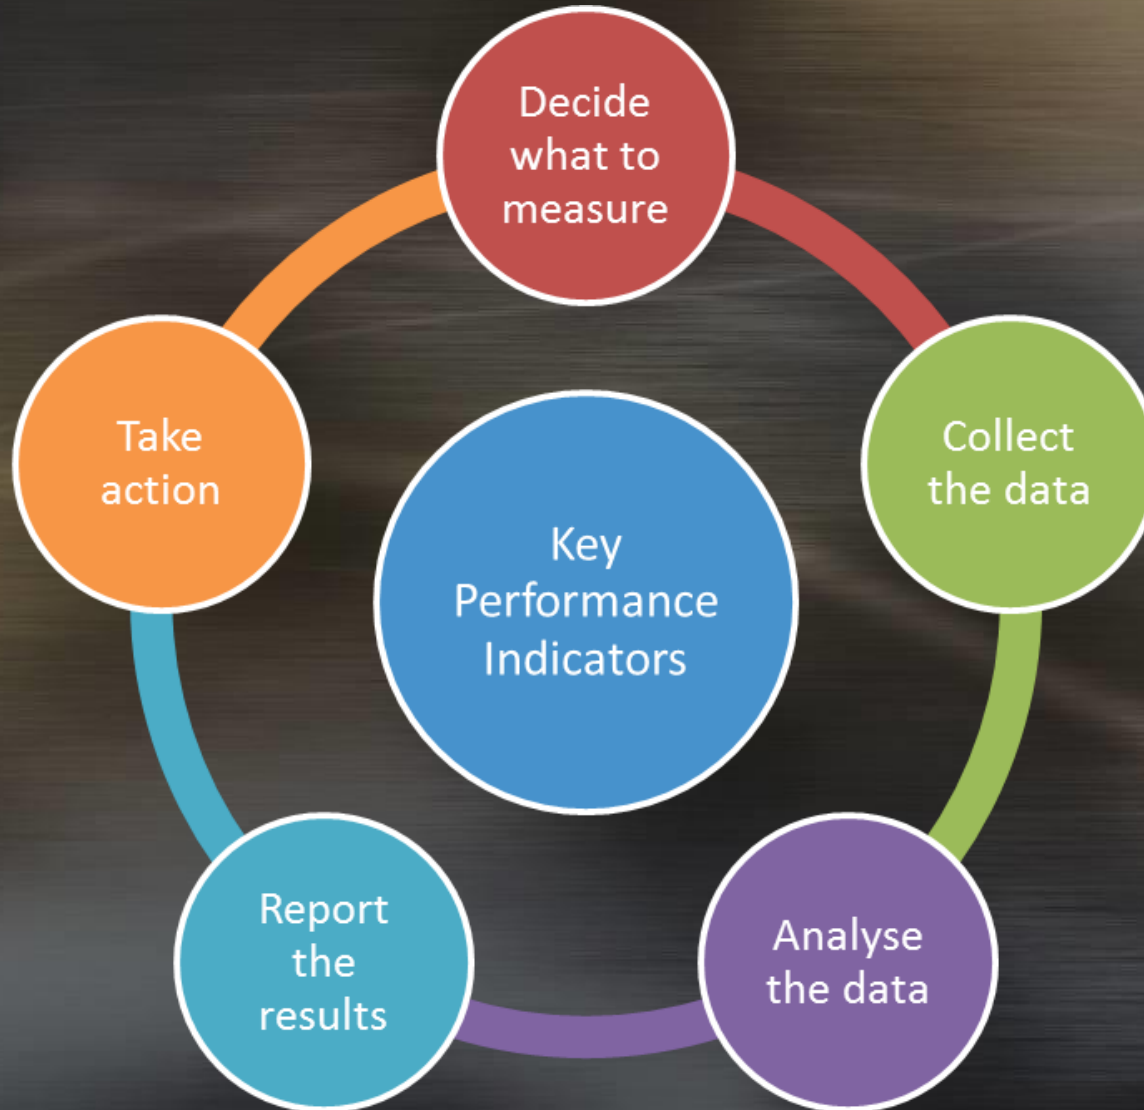 Decide
what to
measure
Collect
the data
Analyse
the data
Report
the
results
Take
action
Key
Performance
Indicators